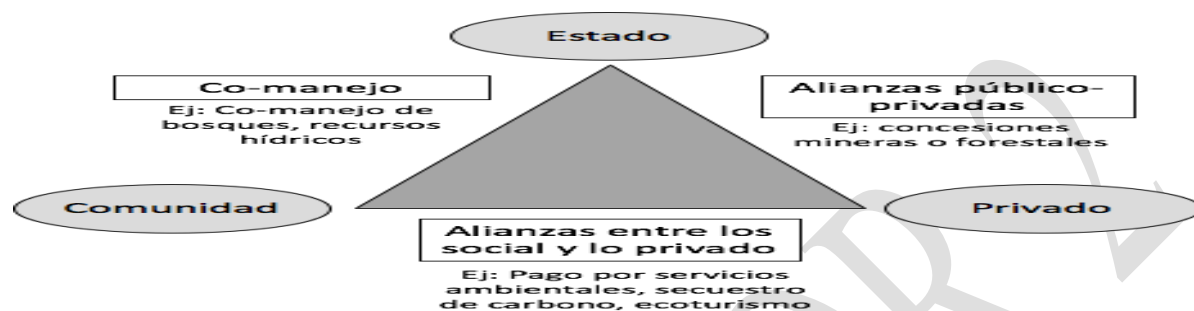 Estado
Co-manejo
Ej: Co-manejo de
bosques, recursos
hídricos
Alianzas público-
privadas
Ej: concesiones
mineras o forestales
Comunidad
Privado
Alianzas entre los
social y lo privado
Ej: Pago por servicios
ambientales, secuestro
de carbono, ecoturismo
R 2